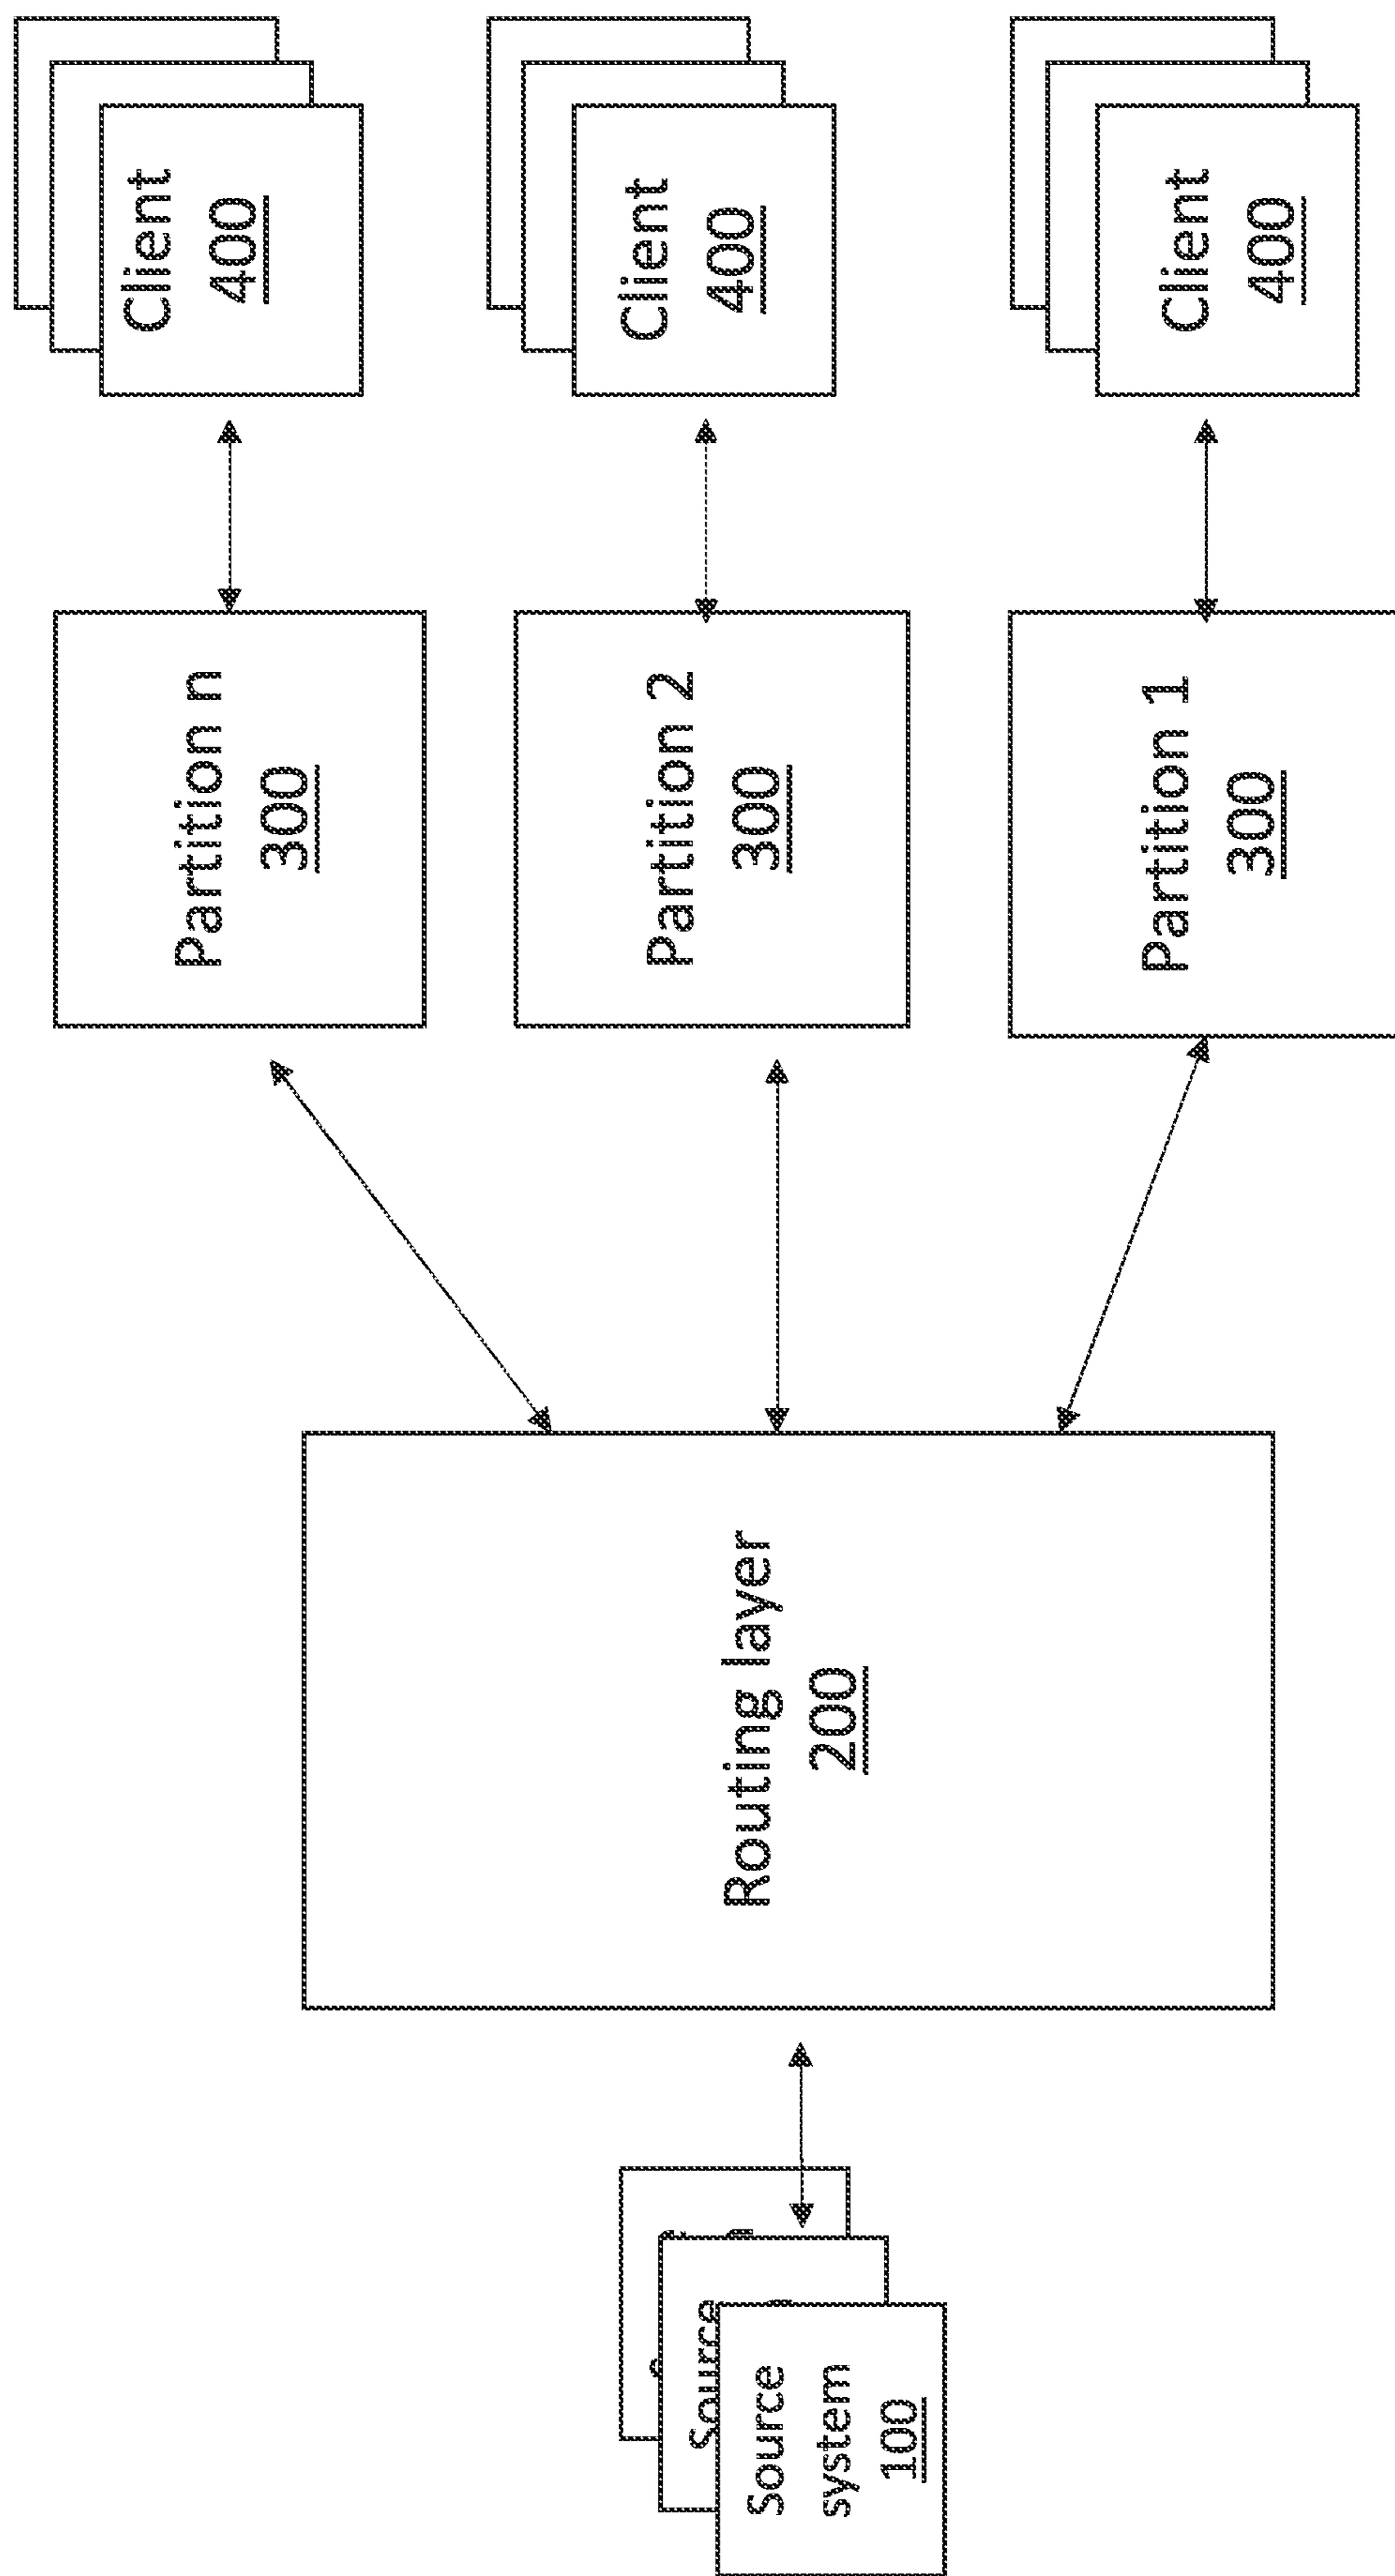 Source
Source
system
100
Routing layer
200
Partition n
300
Partition 2
300
Partition 1
300
Client
400
Client
400
Client
400